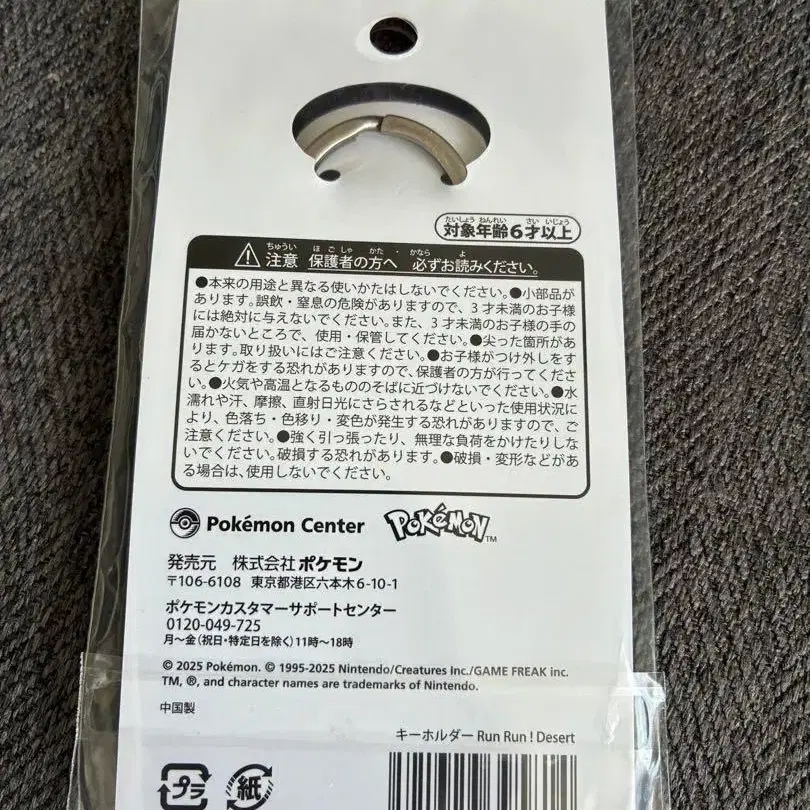 たいしょう ねんれい さい いじょう
対象年齢6才以上
ちゅうい ほごしゃ かた・かなら よ
⚠注意 保護者の方へ 必ずお読みください。
●本来の用途と異なる使いかたはしないでください。●小部品が
あります。誤飲・窒息の危険がありますので、3才未満のお子様
には絶対に与えないでください。また、3才未満のお子様の手の
届かないところで、使用・保管してください。●尖った箇所があ
ります。取り扱いにはご注意ください。●お子様がつけ外しをす
るとケガをする恐れがありますので、保護者の方が行ってくださ
い。●火気や高温となるもののそばに近づけないでください。●水
濡れや汗、摩擦、直射日光にさらされるなどといった使用状況に
より、色落ち・色移り・変色が発生する恐れがありますので、ご
注意ください。●強く引っ張ったり、無理な負荷をかけたりしな
いでください。破損する恐れがあります。●破損・変形などがあ
る場合は、使用しないでください。
Pokémon Center POKéMON TM
発売元 株式会社ポケモン
〒106-6108 東京都港区六本木6-10-1
ポケモンカスタマーサポートセンター
0120-049-725
月〜金(祝日・特定日を除く)11時〜18時
© 2025 Pokémon. © 1995-2025 Nintendo/Creatures Inc./GAME FREAK inc.
TM, ®, and character names are trademarks of Nintendo.
中国製
キーホルダー Run Run ! Desert
プラ 紙